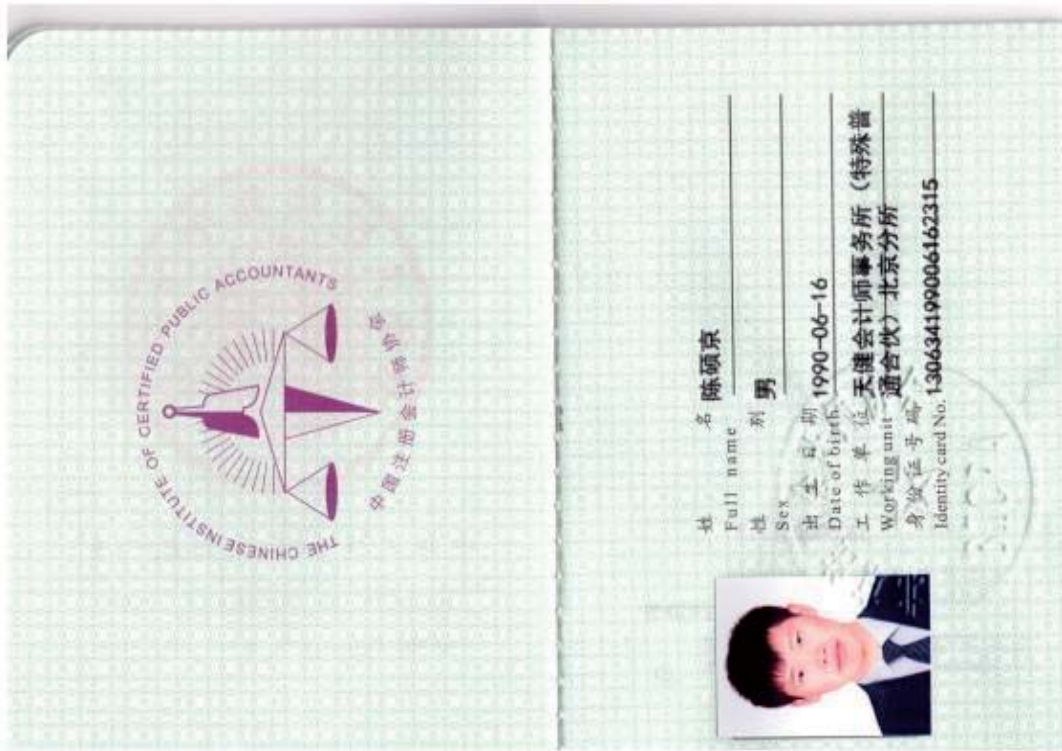 THE CHINESE INSTITUTE OF CERTIFIED PUBLIC ACCOUNTANTS
中国注册会计师协会
姓 名 陈硕京
Full name
性 别 男
Sex
出 生 日 期 1990-06-16
Date of birth
工 作 单 位 天健会计师事务所（特殊普
Working unit 通合伙）北京分所
身 份 证 号 码 130634199006162315
Identity card No.